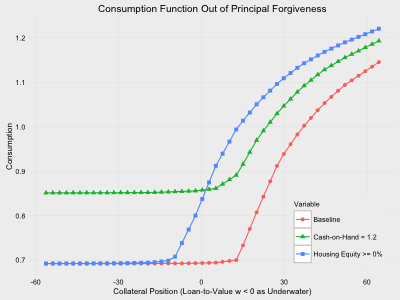 Consumption Function Out of Principal Forgiveness
1.2
1.1
1.0
0.9
0.8
0.7
Consumption
-60
-30
0
30
60
Collateral Position (Loan-to-Value w < 0 as Underwater)
Variable
Baseline
Cash-on-Hand = 1.2
Housing Equity >= 0%